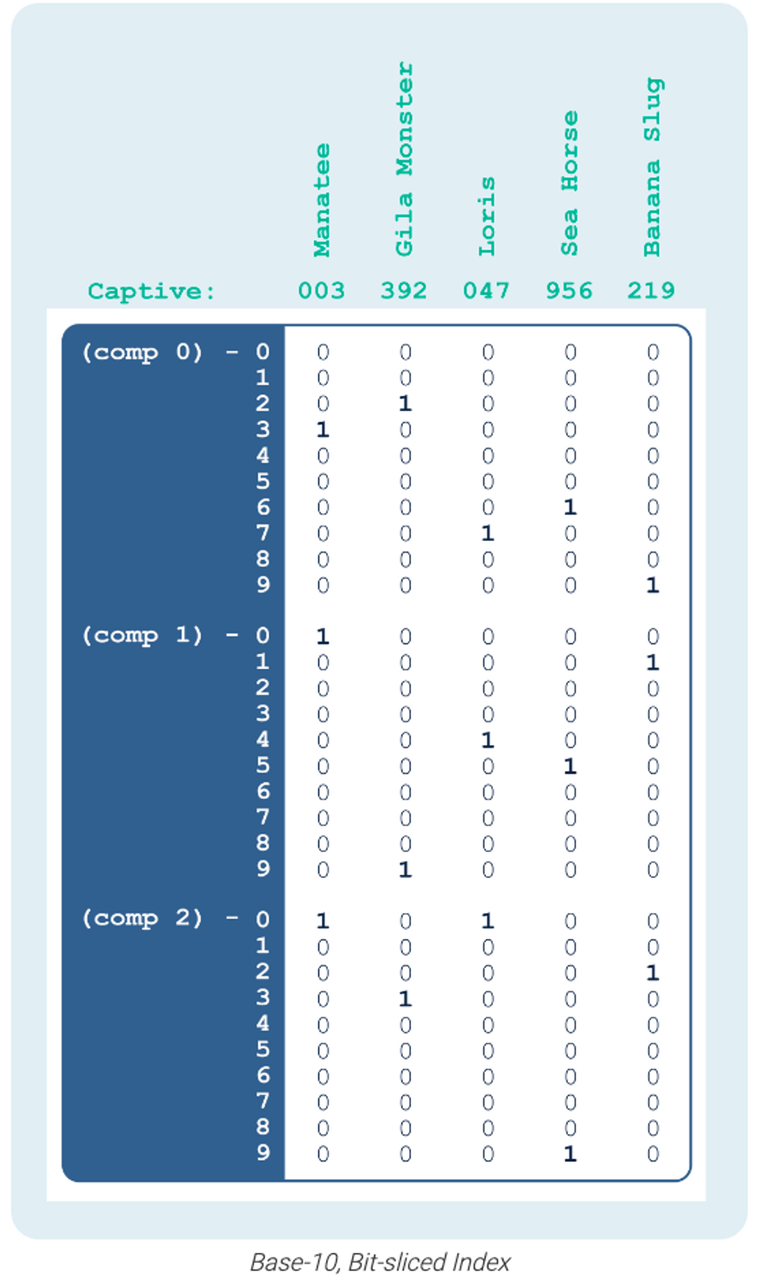 Manatee
Gila Monster
Loris
Sea Horse
Banana Slug
Captive: 003 392 047 956 219
(comp 0) - 0 0 0 0 0 0
1 0 0 0 0 0
2 0 1 0 0 0
3 1 0 0 0 0
4 0 0 0 0 0
5 0 0 0 0 0
6 0 0 0 1 0
7 0 0 1 0 0
8 0 0 0 0 0
9 0 0 0 0 1
(comp 1) - 0 1 0 0 0 0
1 0 0 0 0 1
2 0 0 0 0 0
3 0 0 0 0 0
4 0 0 1 0 0
5 0 0 0 1 0
6 0 0 0 0 0
7 0 0 0 0 0
8 0 0 0 0 0
9 0 1 0 0 0
(comp 2) - 0 1 0 1 0 0
1 0 0 0 0 0
2 0 0 0 0 1
3 0 1 0 0 0
4 0 0 0 0 0
5 0 0 0 0 0
6 0 0 0 0 0
7 0 0 0 0 0
8 0 0 0 0 0
9 0 0 0 1 0
Base-10, Bit-sliced Index